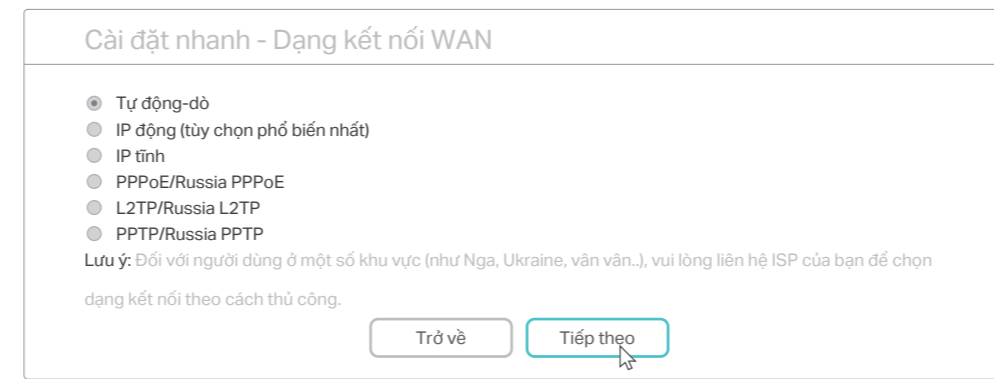 Cài đặt nhanh - Dạng kết nối WAN
Tự động-dò
IP động (tùy chọn phổ biến nhất)
IP tĩnh
PPPoE/Russia PPPoE
L2TP/Russia L2TP
PPTP/Russia PPTP
Lưu ý: Đối với người dùng ở một số khu vực (như Nga, Ukraine, vân vân..), vui lòng liên hệ ISP của bạn để chọn
dạng kết nối theo cách thủ công.
Trở về
Tiếp theo